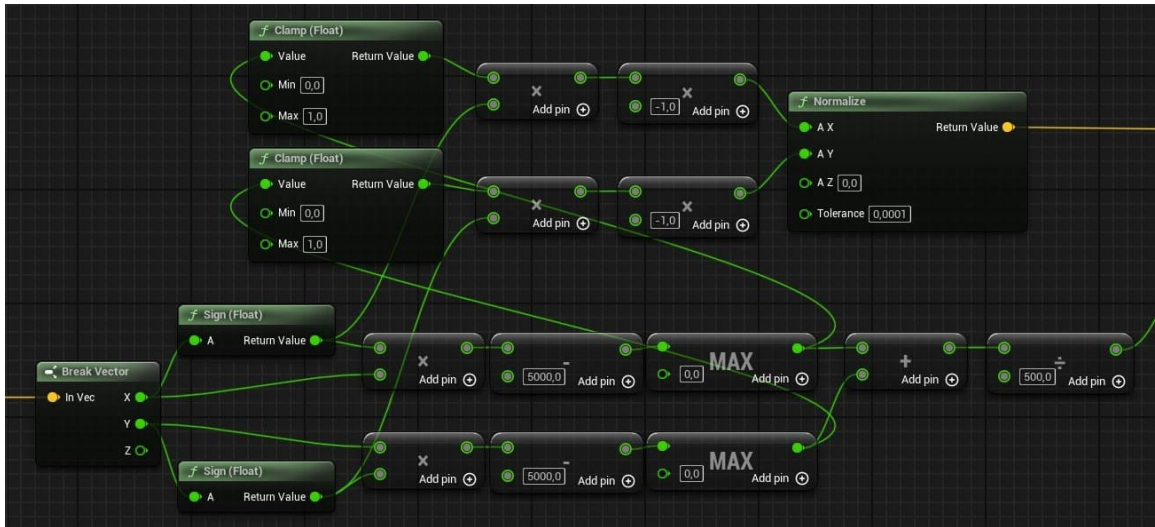 f Clamp (Float)
Value Return Value
Min 0,0
Max 1,0
×
Add pin
×
-1,0 Add pin
f Normalize
A X Return Value
A Y
A Z 0,0
Tolerance 0,0001
f Clamp (Float)
Value Return Value
Min 0,0
Max 1,0
×
Add pin
×
-1,0 Add pin
f Sign (Float)
A Return Value
×
Add pin
-
5000,0 Add pin
MAX
0,0 Add pin
+
Add pin
÷
500,0 Add pin
Break Vector
In Vec X
Y
Z
f Sign (Float)
A Return Value
×
Add pin
-
5000,0 Add pin
MAX
0,0 Add pin